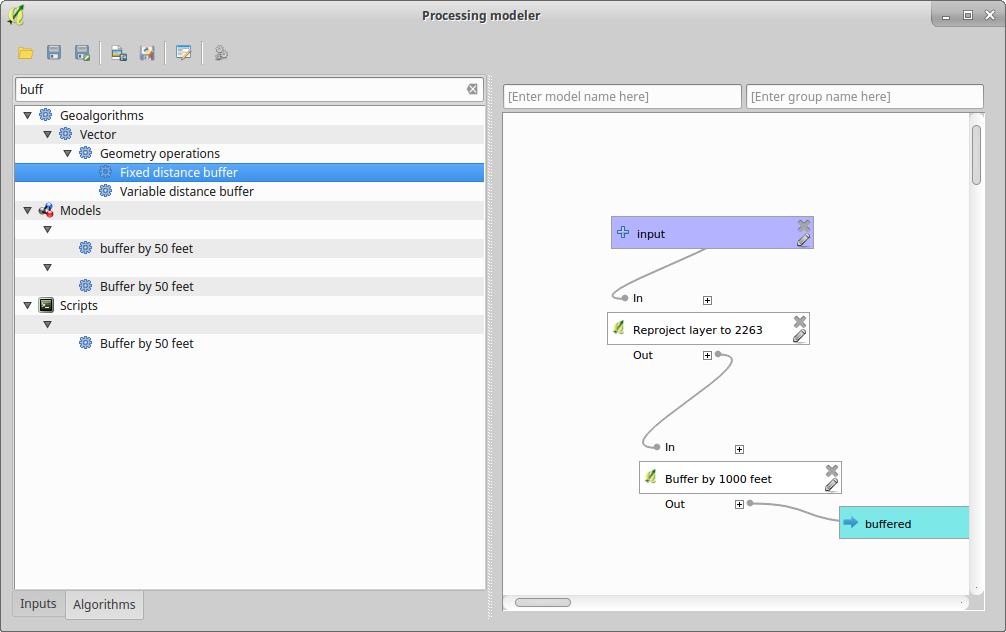 Processing modeler
buff
[Enter model name here]
[Enter group name here]
Geoalgorithms
Vector
Geometry operations
Fixed distance buffer
Variable distance buffer
Models
buffer by 50 feet
Buffer by 50 feet
Scripts
Buffer by 50 feet
input
In
Reproject layer to 2263
Out
In
Buffer by 1000 feet
Out
buffered
Inputs
Algorithms